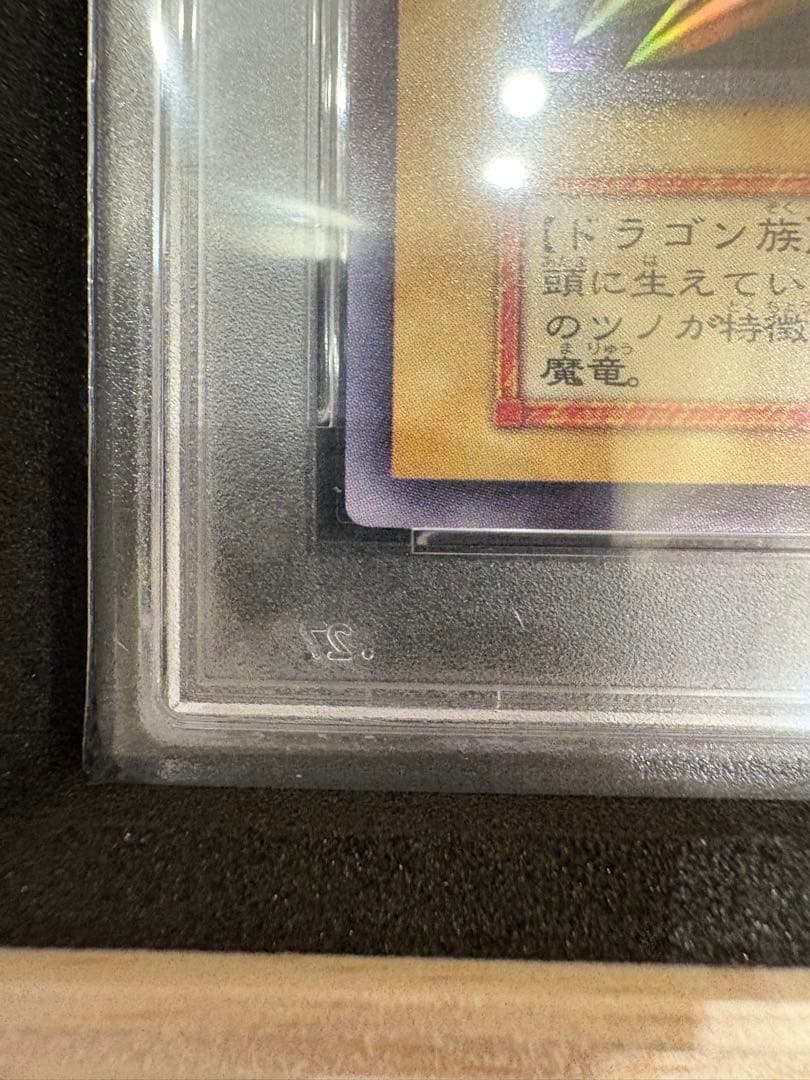 【ドラゴン族
頭に生えてい
のツノが特徴
魔竜。
.27